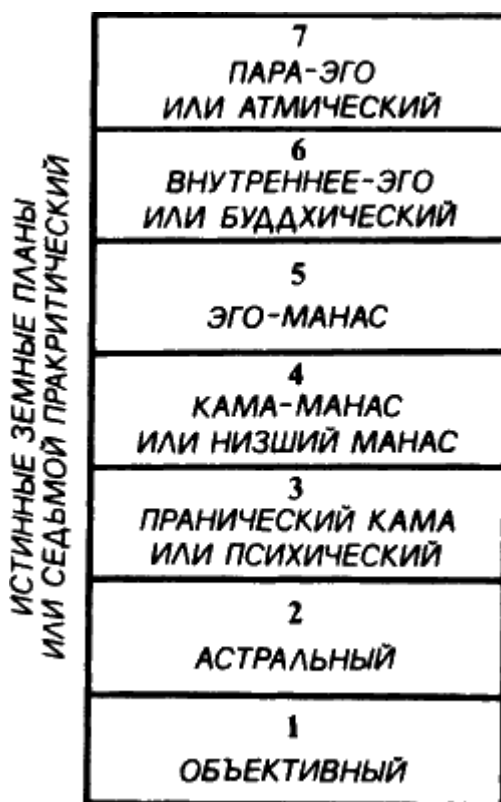 ИСТИННЫЕ ЗЕМНЫЕ ПЛАНЫ
ИЛИ СЕДЬМОЙ ПРАКРИТИЧЕСКИЙ
7
ПАРА-ЭГО
ИЛИ АТМИЧЕСКИЙ
6
ВНУТРЕННЕЕ-ЭГО
ИЛИ БУДДХИЧЕСКИЙ
5
ЭГО-МАНАС
4
КАМА-МАНАС
ИЛИ НИЗШИЙ МАНАС
3
ПРАНИЧЕСКИЙ КАМА
ИЛИ ПСИХИЧЕСКИЙ
2
АСТРАЛЬНЫЙ
1
ОБЪЕКТИВНЫЙ